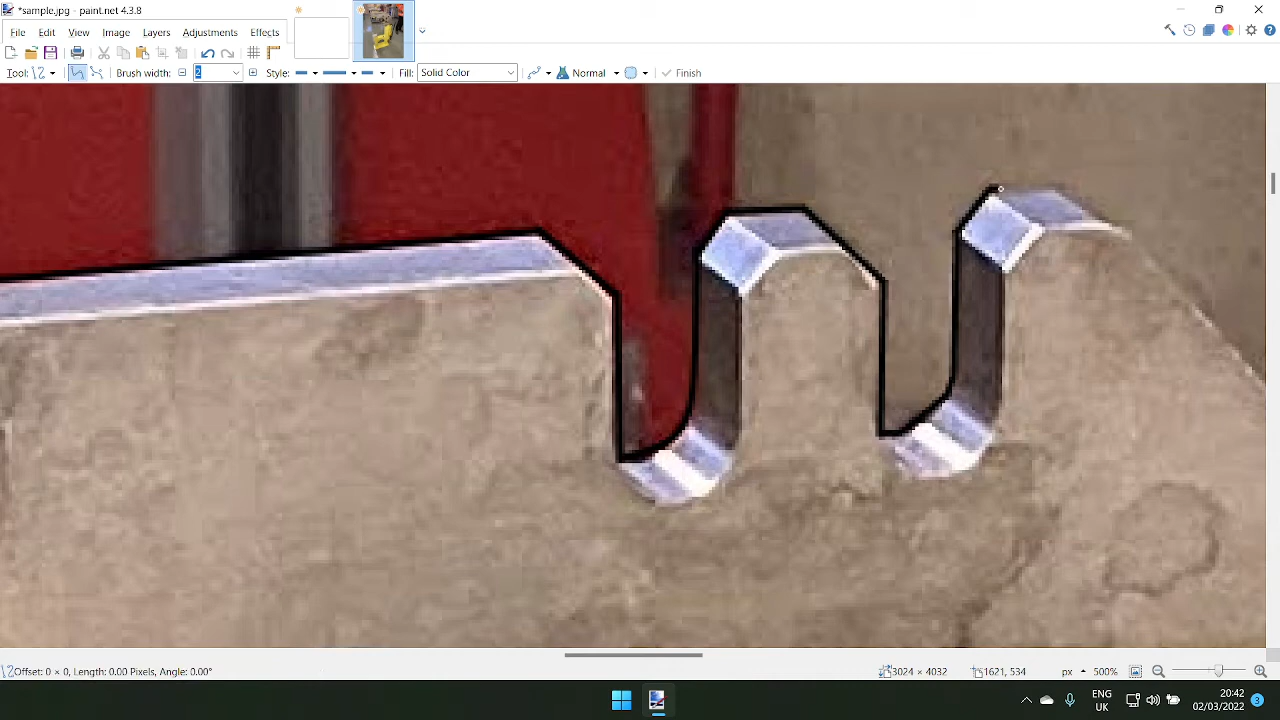 *sample.jpg - paint.net 4.3.8
File Edit View Image Layers Adjustments Effects
Tool: Brush width: 2 Style: Fill: Solid Color Normal Finish
Offset: 0 × 0, Length: 0.00 Pixels, Angle: 0.00° 3024 × 4032 1621, 534 px 500%
ENG 20:42
UK 02/03/2022 3